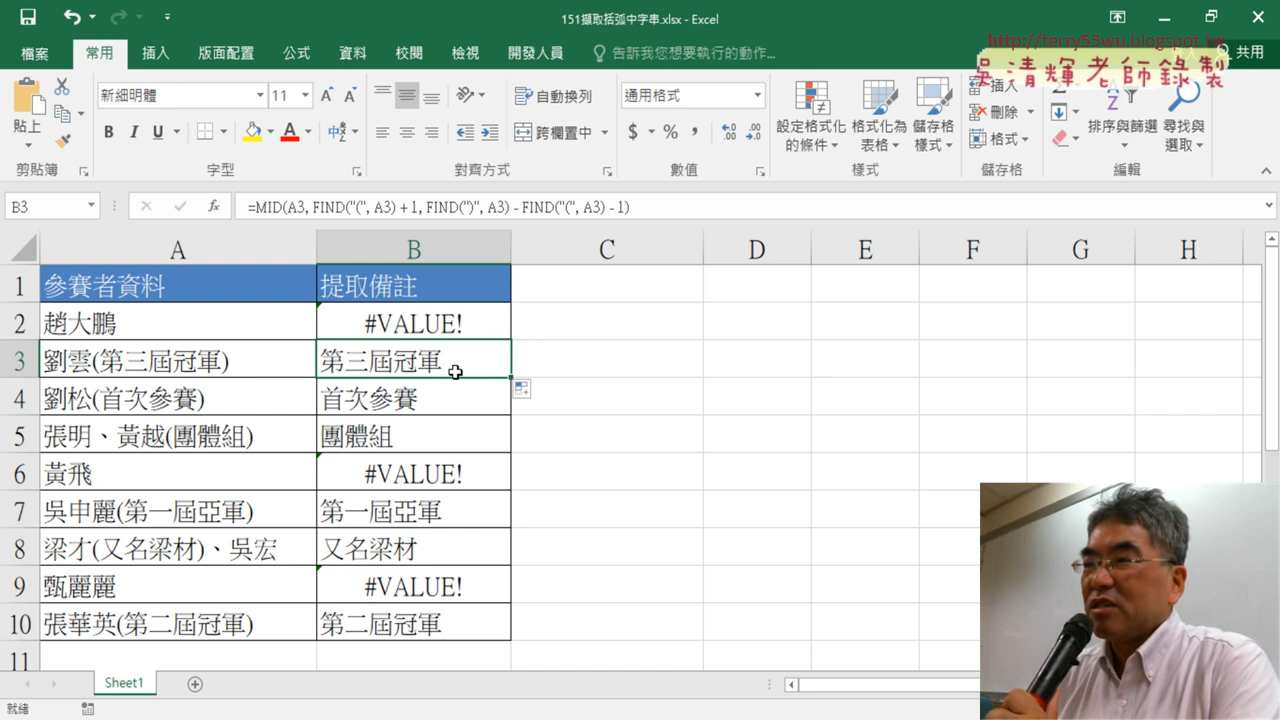 151擷取括弧中字串.xlsx - Excel
檔案 常用 插入 版面配置 公式 資料 校閱 檢視 開發人員 告訴我您想要執行的動作... 共用
http://terry55wu.blogspot.tw
吳清輝老師錄製
新細明體 11 自動換列 通用格式 插入
貼上 B I U 跨欄置中 $ % , 設定格式化的條件 格式化為表格 儲存格樣式 刪除 格式 排序與篩選 尋找與選取
剪貼簿 字型 對齊方式 數值 樣式 儲存格 編輯
B3 fx =MID(A3, FIND("(", A3) + 1, FIND(")", A3) - FIND("(", A3) - 1)
A B C D E F G H
1 參賽者資料 提取備註
2 趙大鵬 #VALUE!
3 劉雲(第三屆冠軍) 第三屆冠軍
4 劉松(首次參賽) 首次參賽
5 張明、黃越(團體組) 團體組
6 黃飛 #VALUE!
7 吳申麗(第一屆亞軍) 第一屆亞軍
8 梁才(又名梁材)、吳宏 又名梁材
9 甄麗麗 #VALUE!
10 張華英(第二屆冠軍) 第二屆冠軍
11
Sheet1
就緒